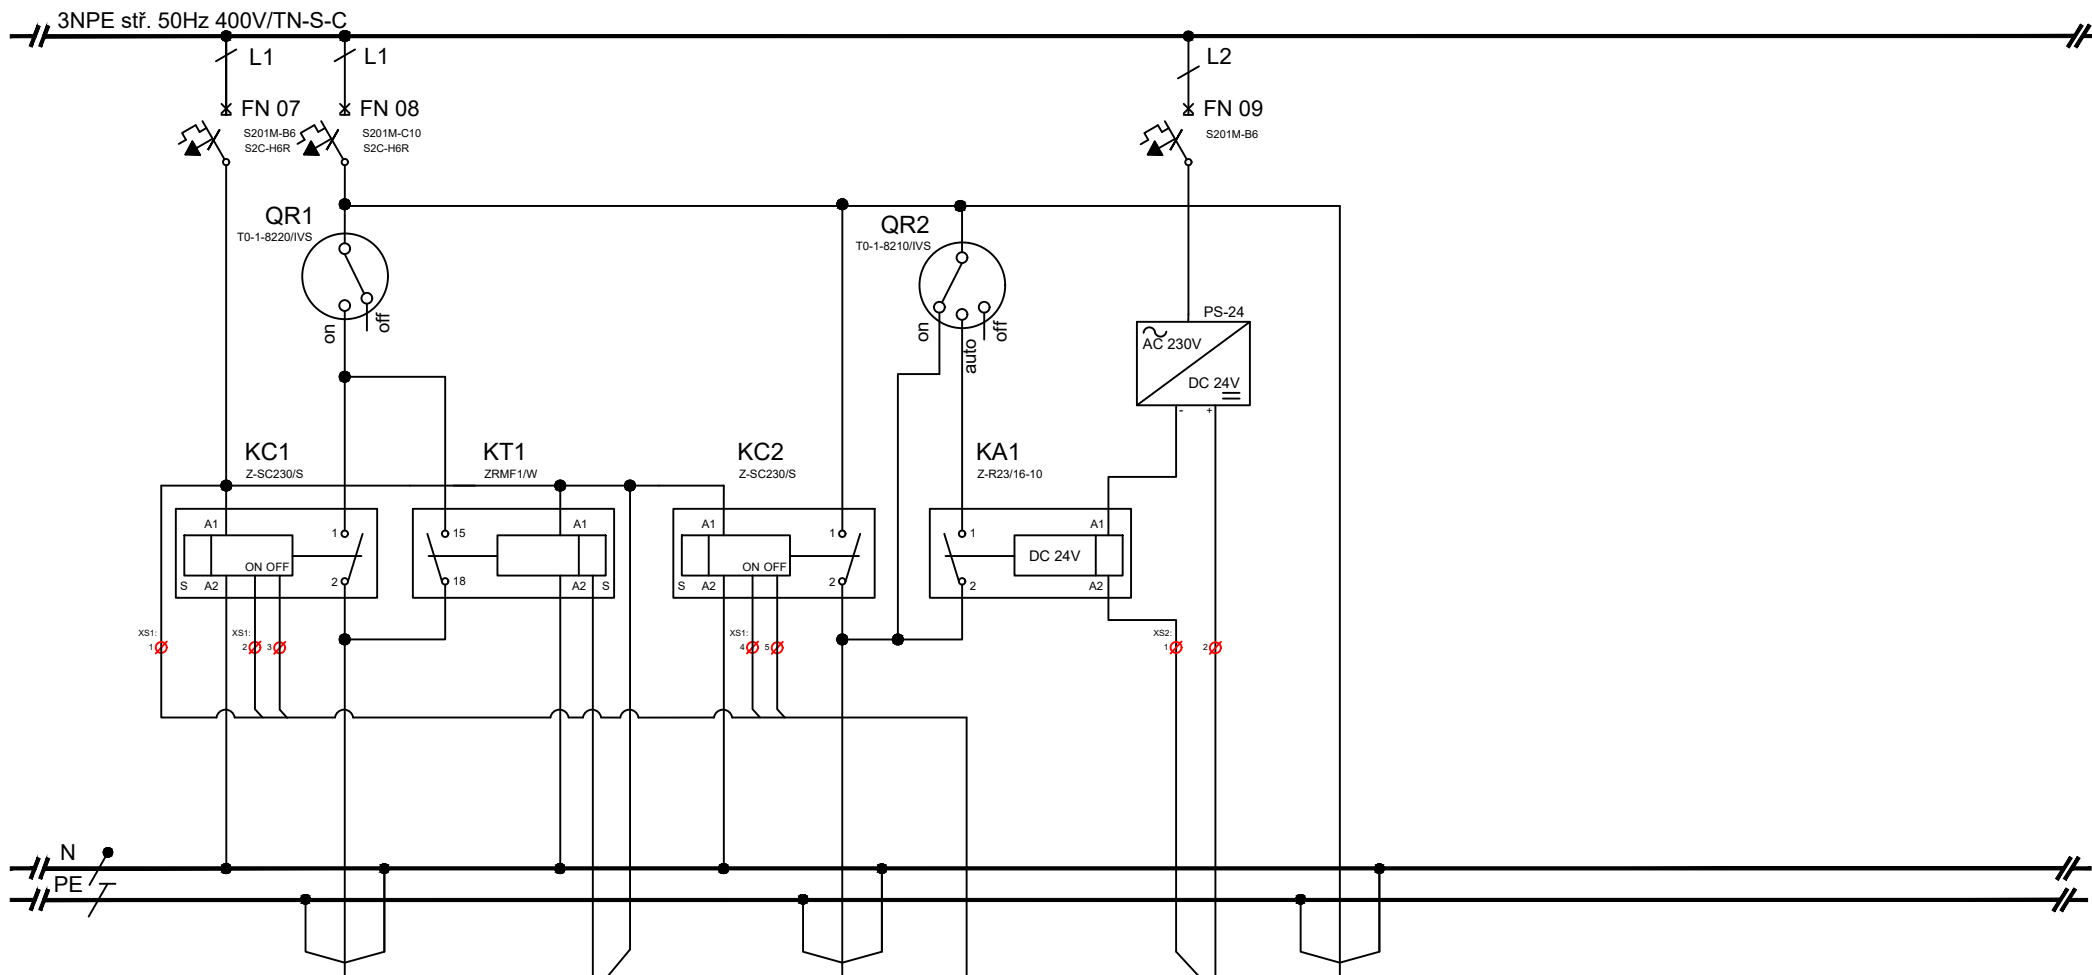 3NPE stř. 50Hz 400V/TN-S-C
L1
L1
L2
FN 07
S201M-B6
S2C-H6R
FN 08
S201M-C10
S2C-H6R
FN 09
S201M-B6
QR1
T0-1-8220/IVS
on
off
QR2
T0-1-8210/IVS
on
auto
off
PS-24
AC 230V
DC 24V
- +
KC1
Z-SC230/S
KT1
ZRMF1/W
KC2
Z-SC230/S
KA1
Z-R23/16-10
A1
1
ON OFF
S A2
2
15
A1
18
A2 S
A1
1
ON OFF
S A2
2
1
A1
DC 24V
2
A2
XS1:
1
XS1:
2 3
XS1:
4 5
XS2:
1 2
N
PE